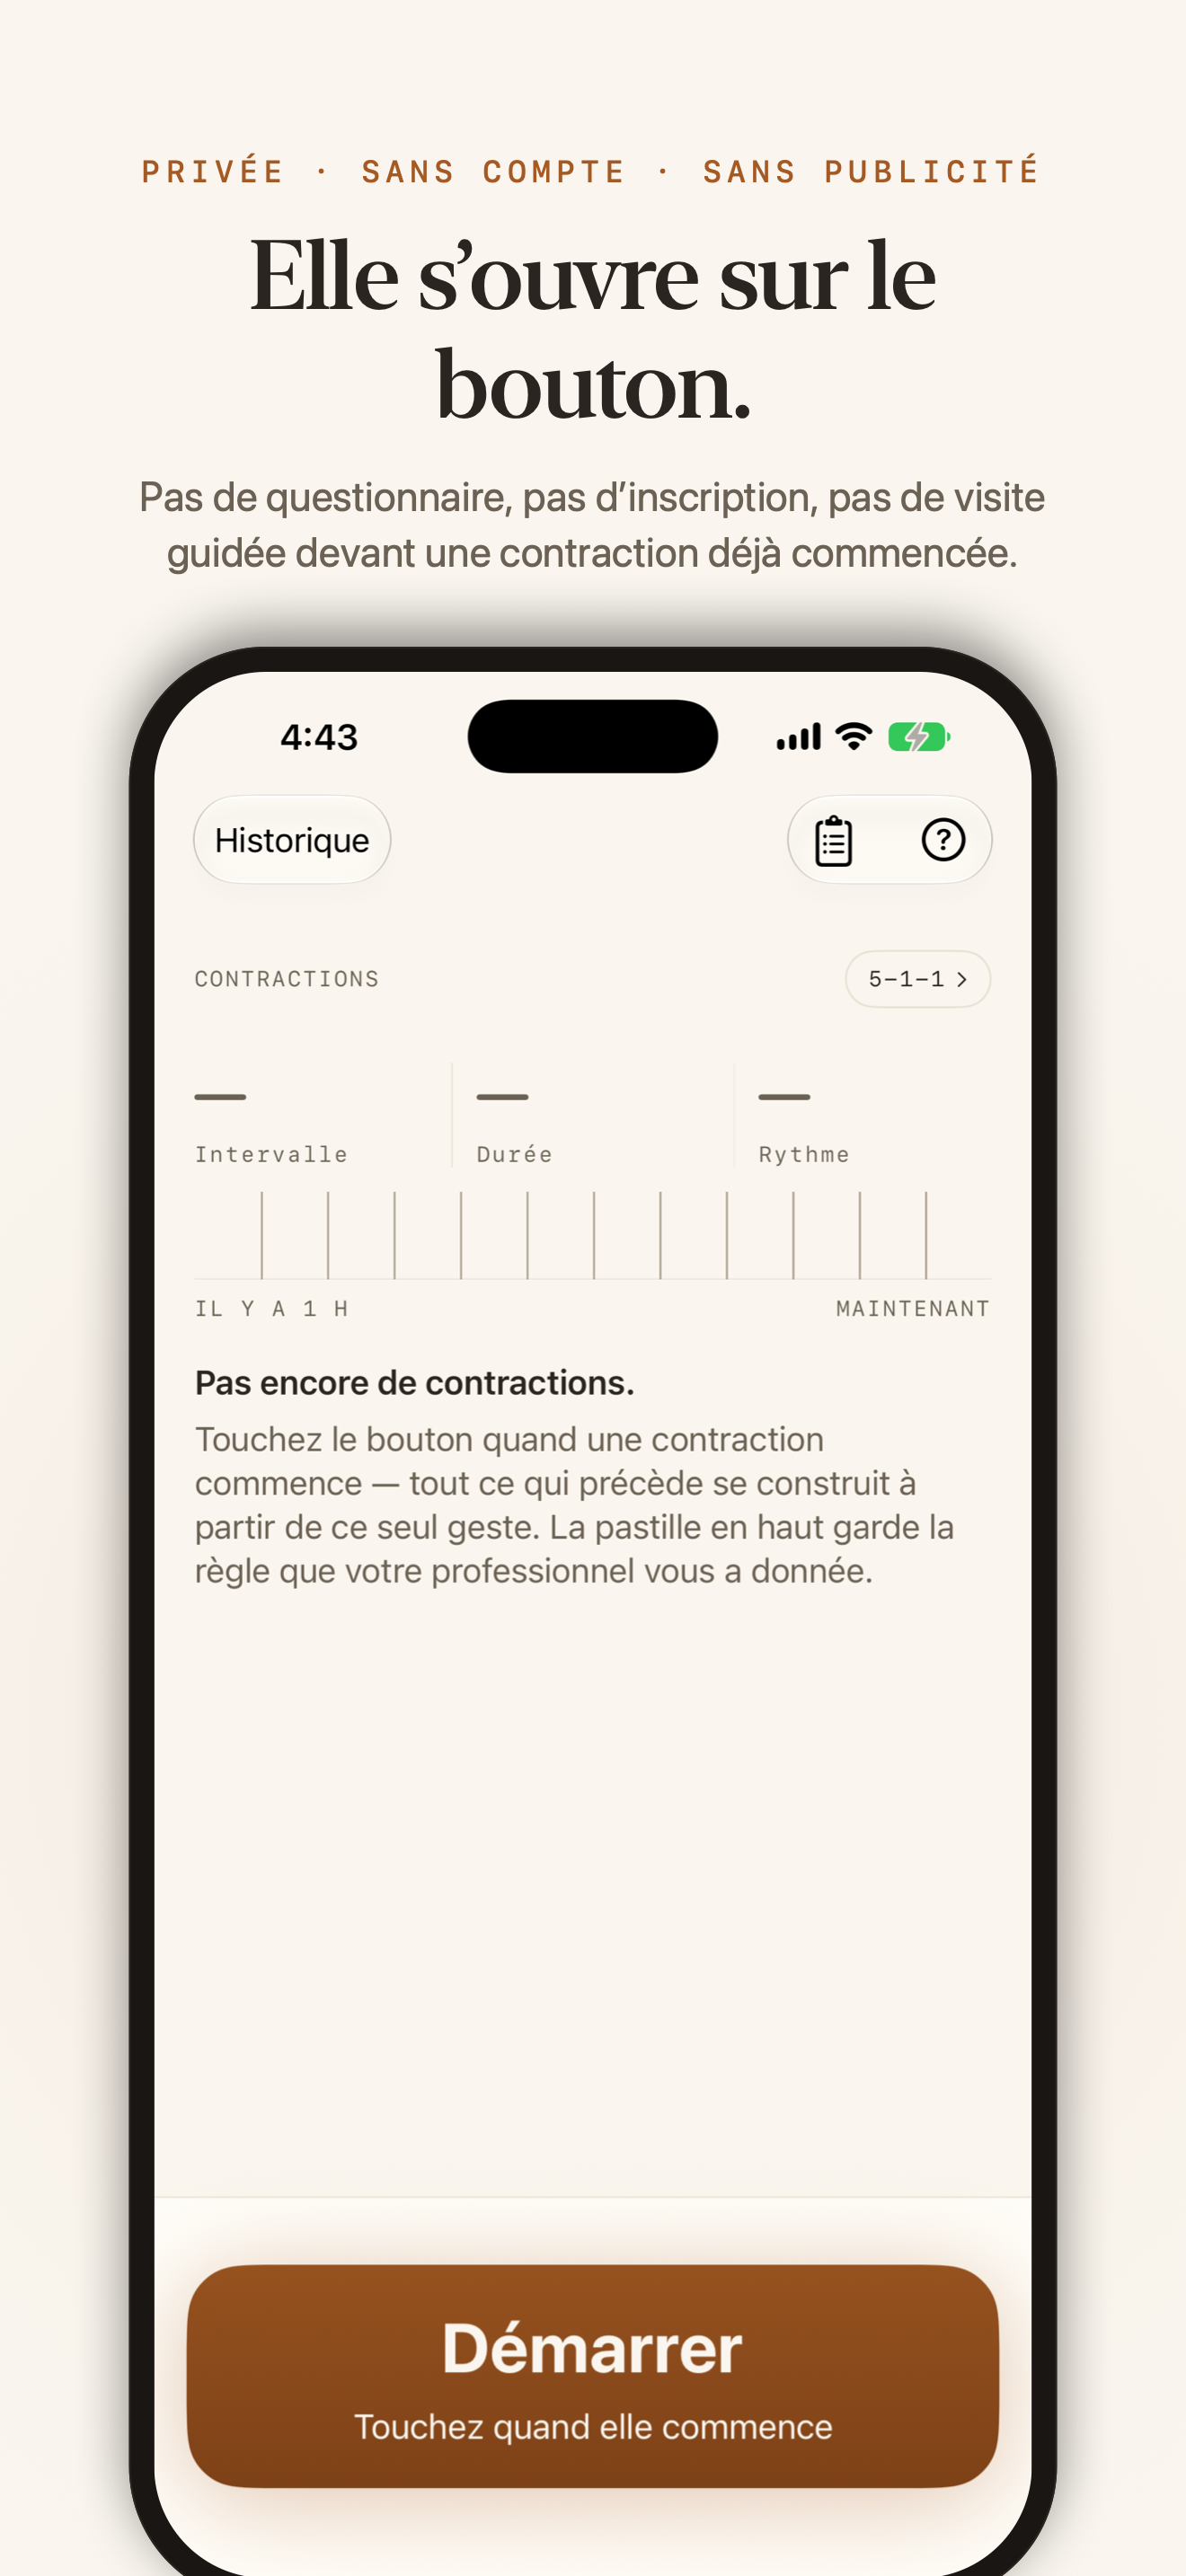 PRIVÉE · SANS COMPTE · SANS PUBLICITÉ
Elle s’ouvre sur le
bouton.
Pas de questionnaire, pas d’inscription, pas de visite
guidée devant une contraction déjà commencée.
4:43
Historique
?
CONTRACTIONS
5–1–1 >
— — —
Intervalle Durée Rythme
IL Y A 1 H MAINTENANT
Pas encore de contractions.
Touchez le bouton quand une contraction
commence — tout ce qui précède se construit à
partir de ce seul geste. La pastille en haut garde la
règle que votre professionnel vous a donnée.
Démarrer
Touchez quand elle commence